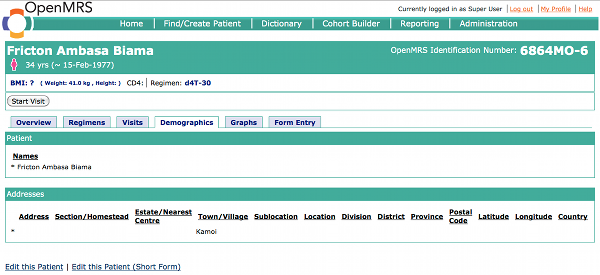 OpenMRS
Currently logged in as Super User | Log out | My Profile | Help
Home Find/Create Patient Dictionary Cohort Builder Reporting Administration
Fricton Ambasa Biama OpenMRS Identification Number: 6864MO-6
34 yrs (~ 15-Feb-1977)
BMI: ? ( Weight: 41.0 kg , Height: ) CD4: Regimen: d4T-30
Start Visit
Overview Regimens Visits Demographics Graphs Form Entry
Patient
Names
* Fricton Ambasa Biama
Addresses
Address Section/Homestead Estate/Nearest Centre Town/Village Sublocation Location Division District Province Postal Code Latitude Longitude Country
* Kamoi
Edit this Patient | Edit this Patient (Short Form)